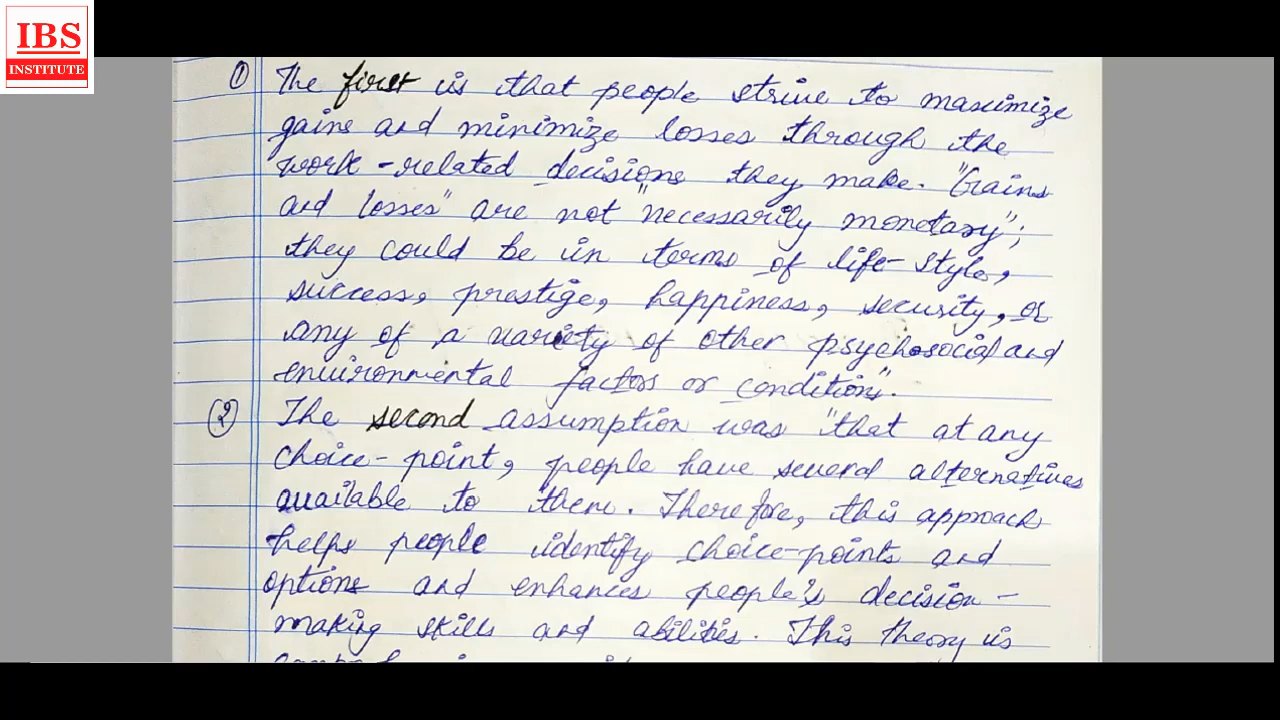 IBS
INSTITUTE
① The first is that people strive to maximize
gains and minimize losses through the
work-related decisions they make. "Gains
and losses" are not "necessarily monetary";
they could be in terms of life-style,
success, prestige, happiness, security, or
any of a variety of other psychosocial and
environmental factors or condition".
② The second assumption was "that at any
choice-point, people have several alternatives
available to them. Therefore, this approach
helps people identify choice-points and
options and enhances people's decision-
making skills and abilities. This theory is